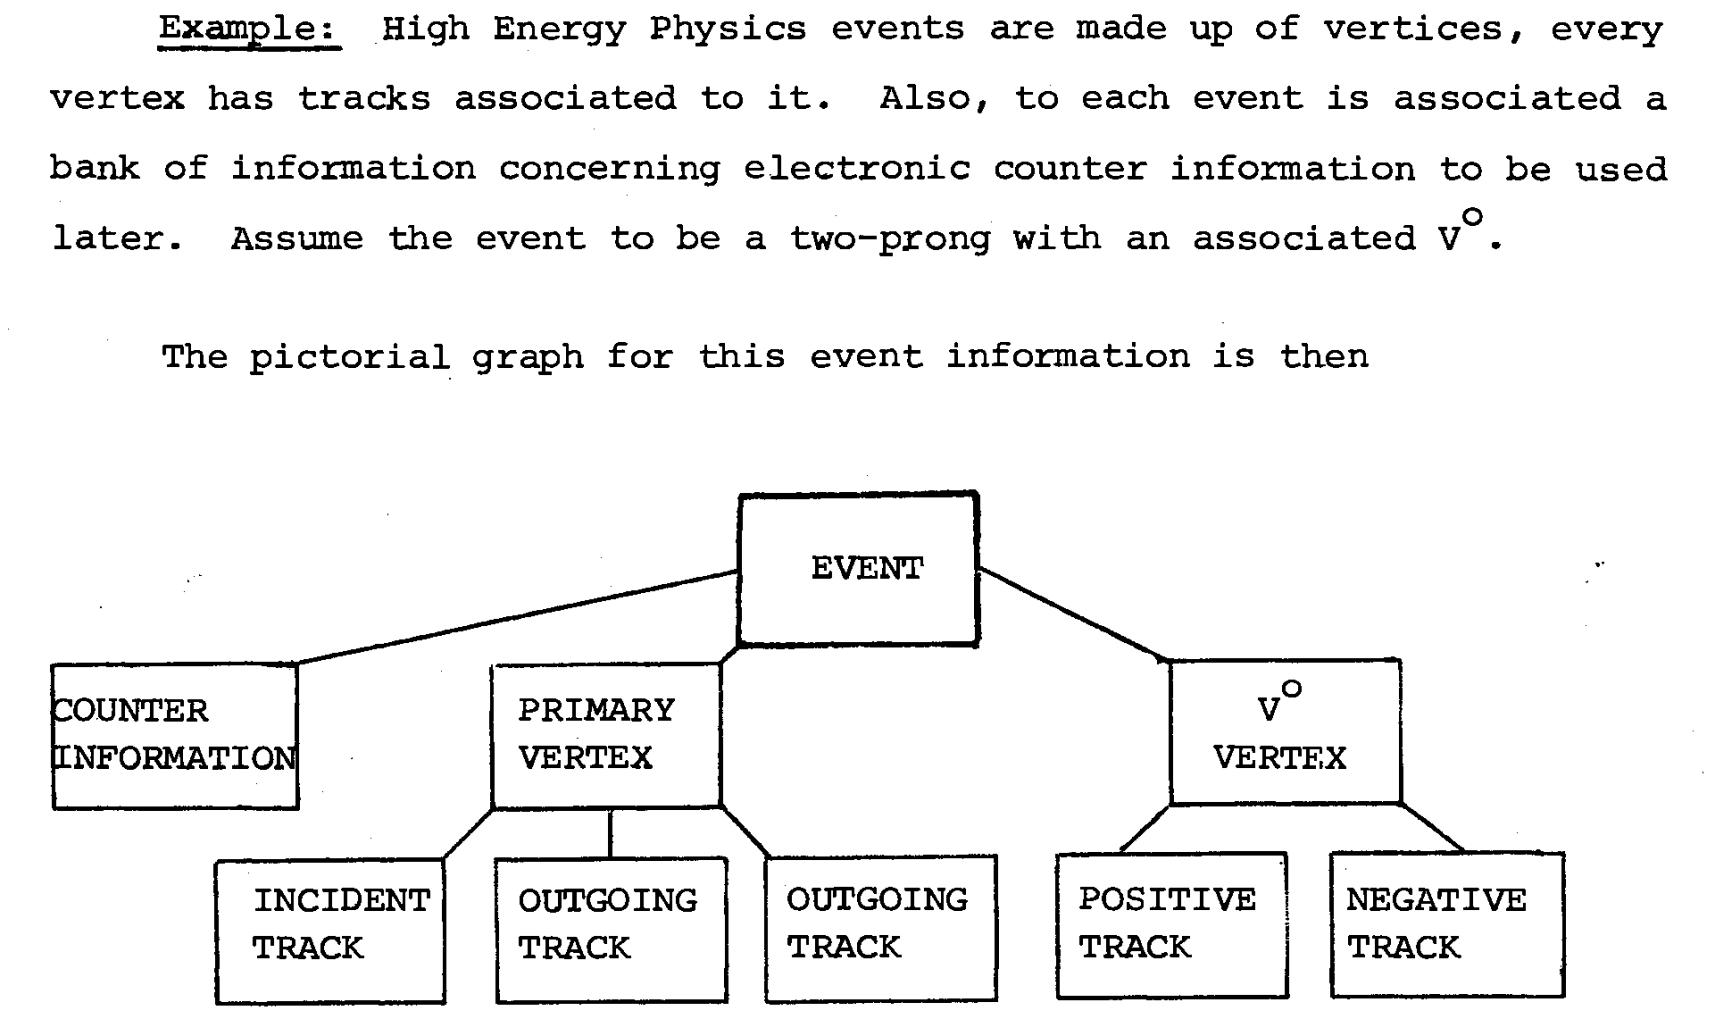 Example: High Energy Physics events are made up of vertices, every
vertex has tracks associated to it. Also, to each event is associated a
bank of information concerning electronic counter information to be used
later. Assume the event to be a two-prong with an associated V⁰.
The pictorial graph for this event information is then
EVENT
COUNTER
INFORMATION
PRIMARY
VERTEX
V⁰
VERTEX
INCIDENT
TRACK
OUTGOING
TRACK
OUTGOING
TRACK
POSITIVE
TRACK
NEGATIVE
TRACK